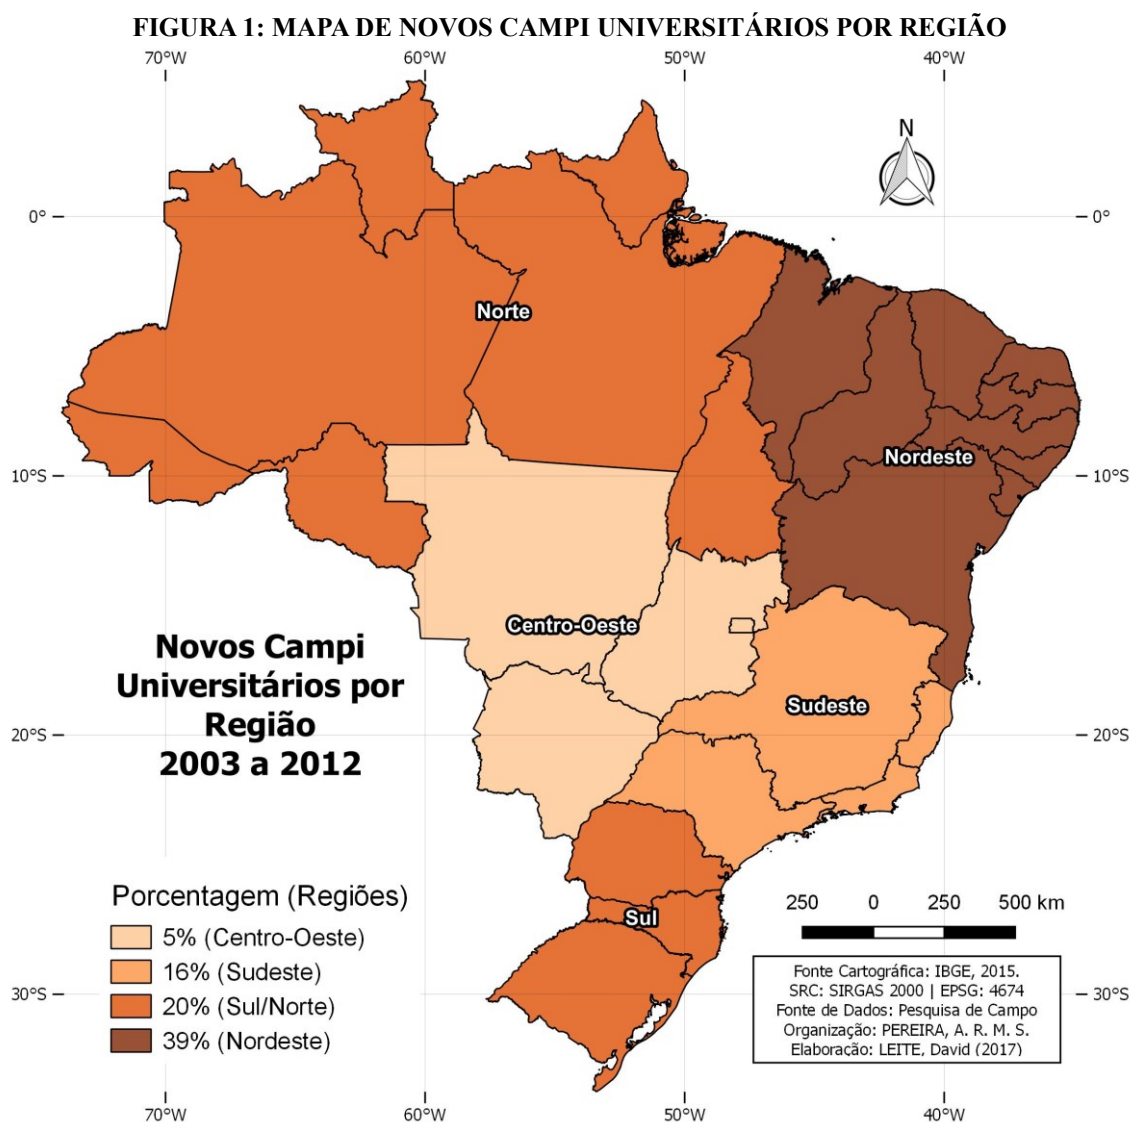 FIGURA 1: MAPA DE NOVOS CAMPI UNIVERSITÁRIOS POR REGIÃO
70°W 60°W 50°W 40°W
N
0° 0°
Norte
Nordeste
10°S 10°S
Centro-Oeste
Novos Campi
Universitários por
Região
2003 a 2012
Sudeste
20°S 20°S
Porcentagem (Regiões)
5% (Centro-Oeste)
16% (Sudeste)
20% (Sul/Norte)
39% (Nordeste)
Sul
250 0 250 500 km
Fonte Cartográfica: IBGE, 2015.
SRC: SIRGAS 2000 | EPSG: 4674
Fonte de Dados: Pesquisa de Campo
Organização: PEREIRA, A. R. M. S.
Elaboração: LEITE, David (2017)
30°S 30°S
70°W 60°W 50°W 40°W